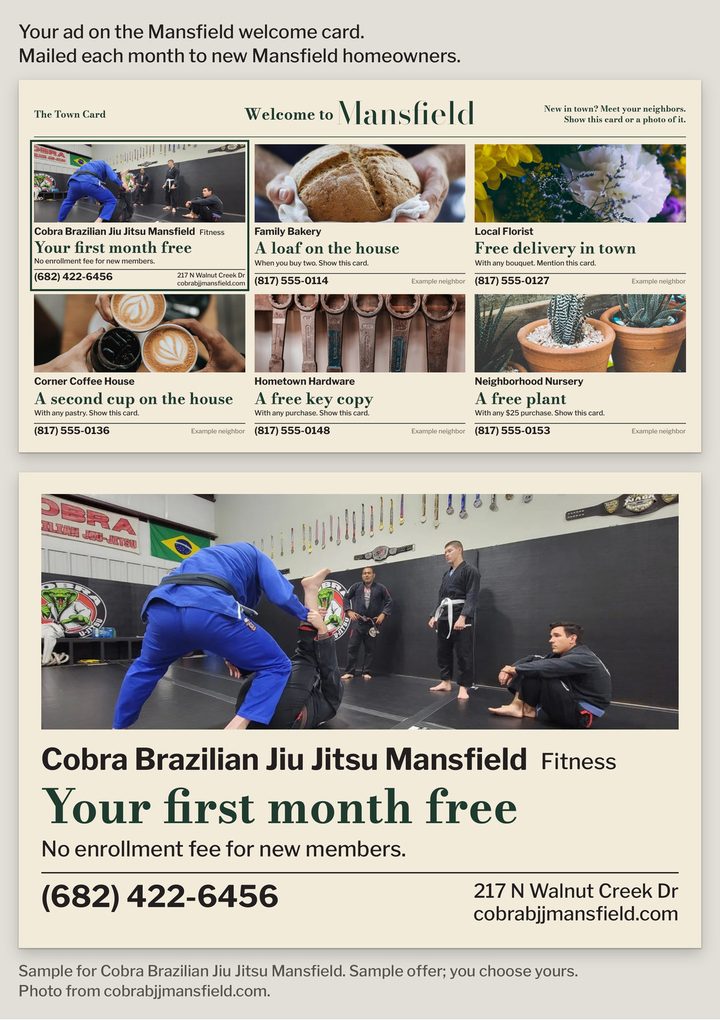 Your ad on the Mansfield welcome card.
Mailed each month to new Mansfield homeowners.
The Town Card
Welcome to Mansfield
New in town? Meet your neighbors.
Show this card or a photo of it.
Cobra Brazilian Jiu Jitsu Mansfield Fitness
Your first month free
No enrollment fee for new members.
(682) 422-6456
217 N Walnut Creek Dr
cobrabjjmansfield.com
Family Bakery
A loaf on the house
When you buy two. Show this card.
(817) 555-0114
Example neighbor
Local Florist
Free delivery in town
With any bouquet. Mention this card.
(817) 555-0127
Example neighbor
Corner Coffee House
A second cup on the house
With any pastry. Show this card.
(817) 555-0136
Example neighbor
Hometown Hardware
A free key copy
With any purchase. Show this card.
(817) 555-0148
Example neighbor
Neighborhood Nursery
A free plant
With any $25 purchase. Show this card.
(817) 555-0153
Example neighbor
OBRA
ILIAN JIU-JITSU
COBRA
Cobra Brazilian Jiu Jitsu Mansfield Fitness
Your first month free
No enrollment fee for new members.
(682) 422-6456
217 N Walnut Creek Dr
cobrabjjmansfield.com
Sample for Cobra Brazilian Jiu Jitsu Mansfield. Sample offer; you choose yours.
Photo from cobrabjjmansfield.com.